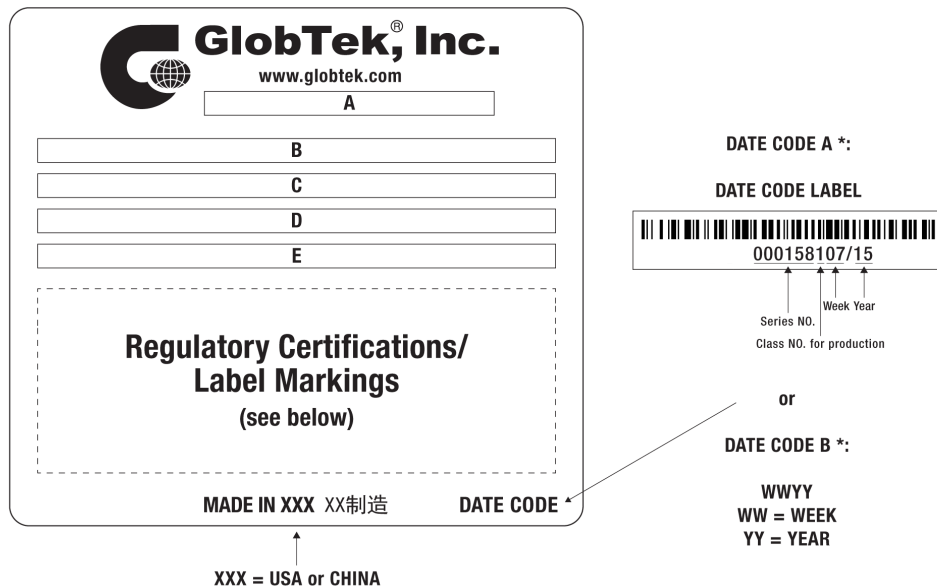 GlobTek,® Inc.
www.globtek.com
A
B
C
D
E
Regulatory Certifications/
Label Markings
(see below)
MADE IN XXX XX制造 DATE CODE
XXX = USA or CHINA
DATE CODE A *:
DATE CODE LABEL
000158107/15
Week Year
Series NO.
Class NO. for production
or
DATE CODE B *:
WWYY
WW = WEEK
YY = YEAR